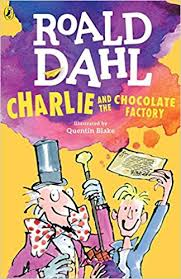 ROALD
DAHL
CHARLIE AND THE CHOCOLATE
FACTORY
Illustrated by
Quentin Blake